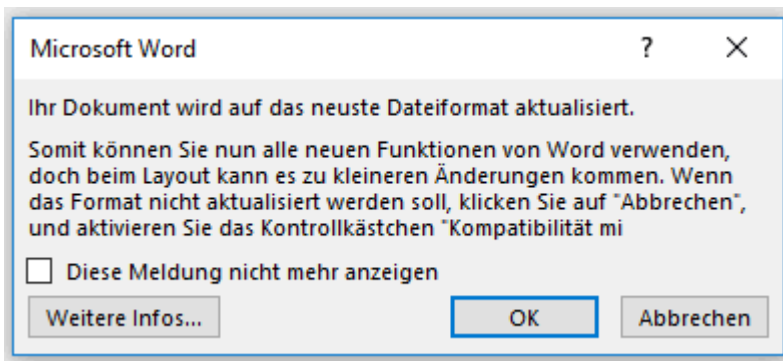 Microsoft Word
?
Ihr Dokument wird auf das neuste Dateiformat aktualisiert.
Somit können Sie nun alle neuen Funktionen von Word verwenden,
doch beim Layout kann es zu kleineren Änderungen kommen. Wenn
das Format nicht aktualisiert werden soll, klicken Sie auf "Abbrechen",
und aktivieren Sie das Kontrollkästchen "Kompatibilität mi
Diese Meldung nicht mehr anzeigen
Weitere Infos...
OK
Abbrechen